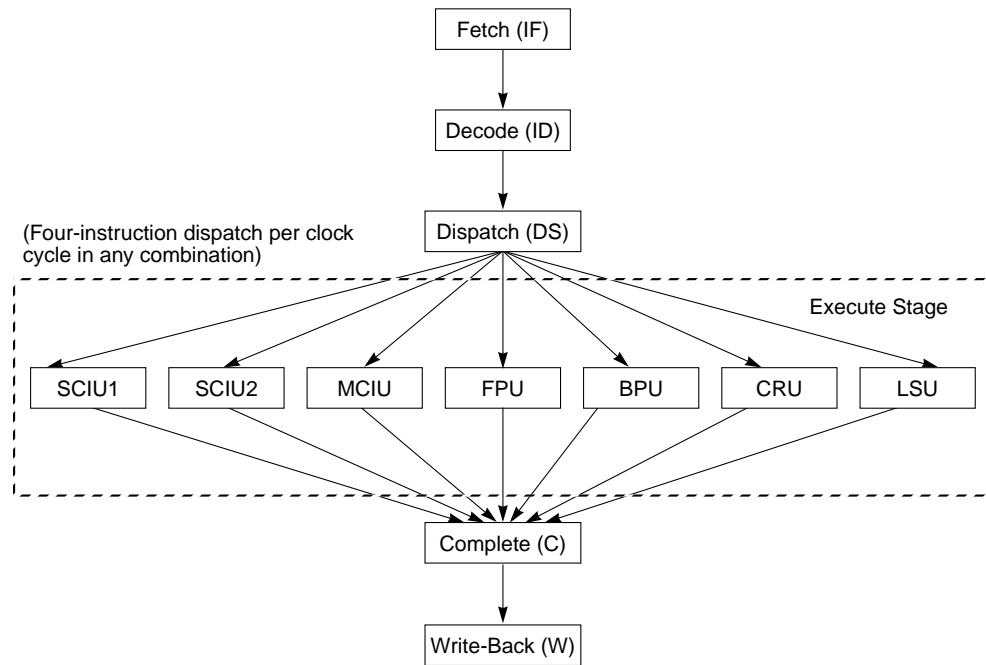 Fetch (IF)
Decode (ID)
Dispatch (DS)
(Four-instruction dispatch per clock
cycle in any combination)
Execute Stage
SCIU1
SCIU2
MCIU
FPU
BPU
CRU
LSU
Complete (C)
Write-Back (W)